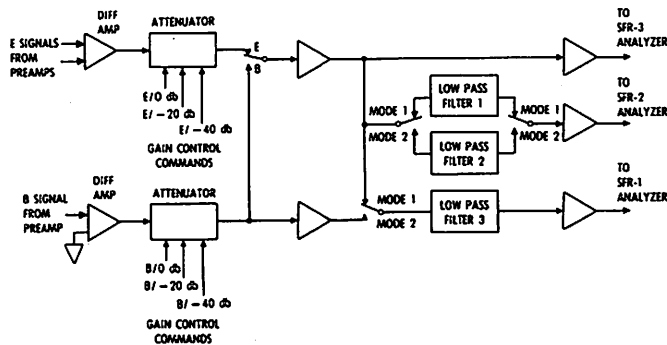 DIFF
AMP
ATTENUATOR
E SIGNALS
FROM
PREAMPS
E
B
E/0 db
E/ −20 db
E/ −40 db
GAIN CONTROL
COMMANDS
TO
SFR-3
ANALYZER
LOW PASS
FILTER 1
MODE 1
MODE 2
LOW PASS
FILTER 2
MODE 1
MODE 2
TO
SFR-2
ANALYZER
DIFF
AMP
ATTENUATOR
B SIGNAL
FROM
PREAMP
B/0 db
B/ −20 db
B/ −40 db
GAIN CONTROL
COMMANDS
MODE 1
MODE 2
LOW PASS
FILTER 3
TO
SFR-1
ANALYZER